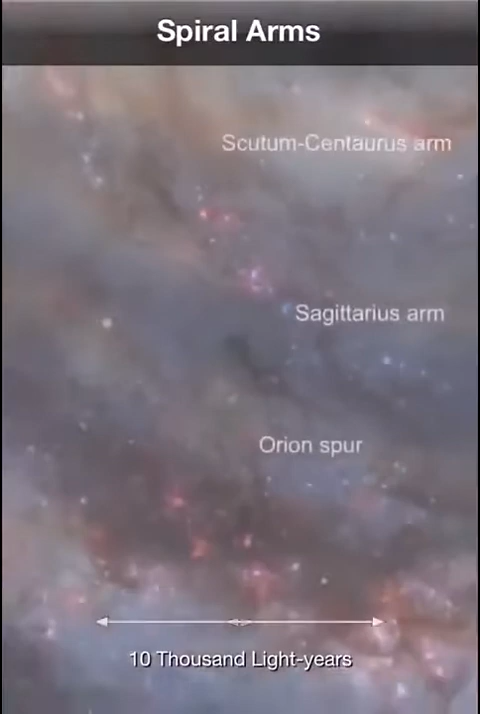 Spiral Arms
Scutum-Centaurus arm
Sagittarius arm
Orion spur
10 Thousand Light-years